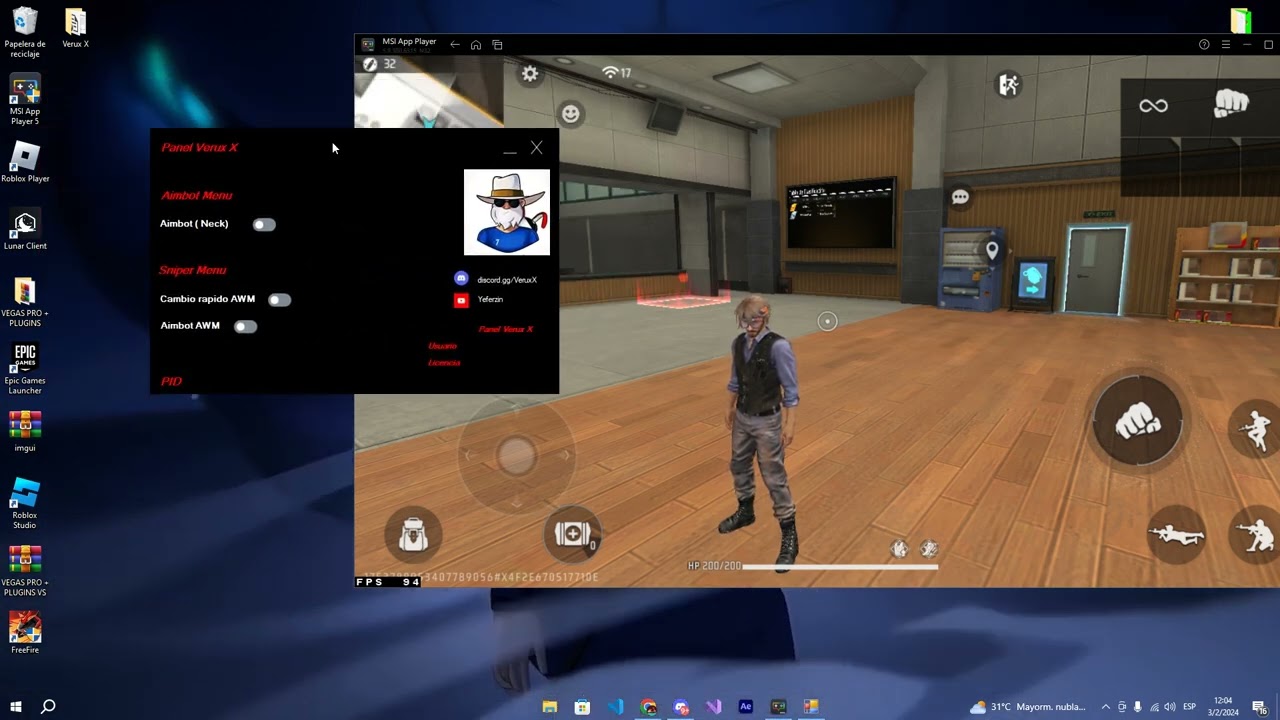 Papelera de
reciclaje
Verux X
MSI App
Player 5
Roblox Player
Lunar Client
VEGAS PRO +
PLUGINS
Epic Games
Launcher
imgui
Roblox
Studio
VEGAS PRO +
PLUGINS VS
FreeFire
MSI App Player
32
17
Panel Verux X
Aimbot Menu
Aimbot ( Neck)
Sniper Menu
Cambio rapido AWM
Aimbot AWM
PID
discord.gg/VeruxX
Yeferzin
Panel Verux X
Usuario
Licencia
EPIC
GAMES
0
HP 200/200
FPS 94
Ae
31°C Mayorm. nubla...
ESP
12:04
3/2/2024
16